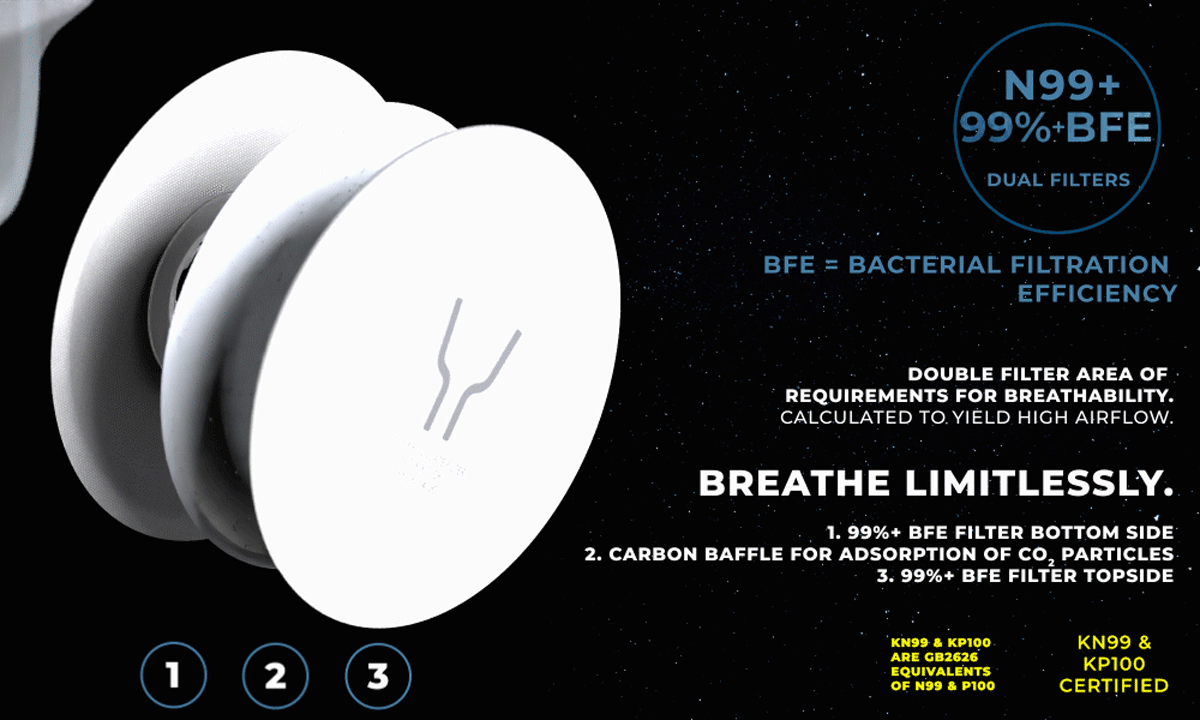 N99+
99%+BFE
DUAL FILTERS
BFE = BACTERIAL FILTRATION
EFFICIENCY
DOUBLE FILTER AREA OF
REQUIREMENTS FOR BREATHABILITY.
CALCULATED TO YIELD HIGH AIRFLOW.
BREATHE LIMITLESSLY.
1. 99%+ BFE FILTER BOTTOM SIDE
2. CARBON BAFFLE FOR ADSORPTION OF CO2 PARTICLES
3. 99%+ BFE FILTER TOPSIDE
1 2 3
KN99 & KP100
ARE GB2626
EQUIVALENTS
OF N99 & P100
KN99 &
KP100
CERTIFIED